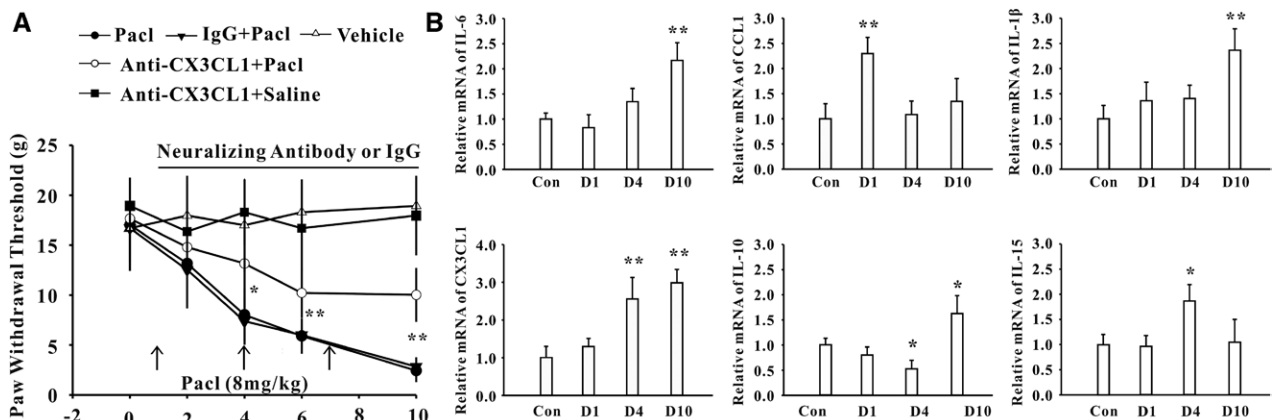 A
Pacl IgG+Pacl Vehicle
Anti-CX3CL1+Pacl
Anti-CX3CL1+Saline
Paw Withdrawal Threshold (g)
25
20
15
10
5
0
Neuralizing Antibody or IgG
*
**
**
Pacl (8mg/kg)
-2 0 2 4 6 8 10
B
Relative mRNA of IL-6
3.0
2.5
2.0
1.5
1.0
0.5
0.0
**
Con D1 D4 D10
Relative mRNA of CCL1
3.0
2.5
2.0
1.5
1.0
0.5
0.0
**
Con D1 D4 D10
Relative mRNA of IL-1β
3.0
2.5
2.0
1.5
1.0
0.5
0.0
**
Con D1 D4 D10
Relative mRNA of CX3CL1
4.0
3.0
2.0
1.0
0.0
**
**
Con D1 D4 D10
Relative mRNA of IL-10
3.0
2.5
2.0
1.5
1.0
0.5
0.0
*
*
Con D1 D4 D10
Relative mRNA of IL-15
3.0
2.5
2.0
1.5
1.0
0.5
0.0
*
Con D1 D4 D10